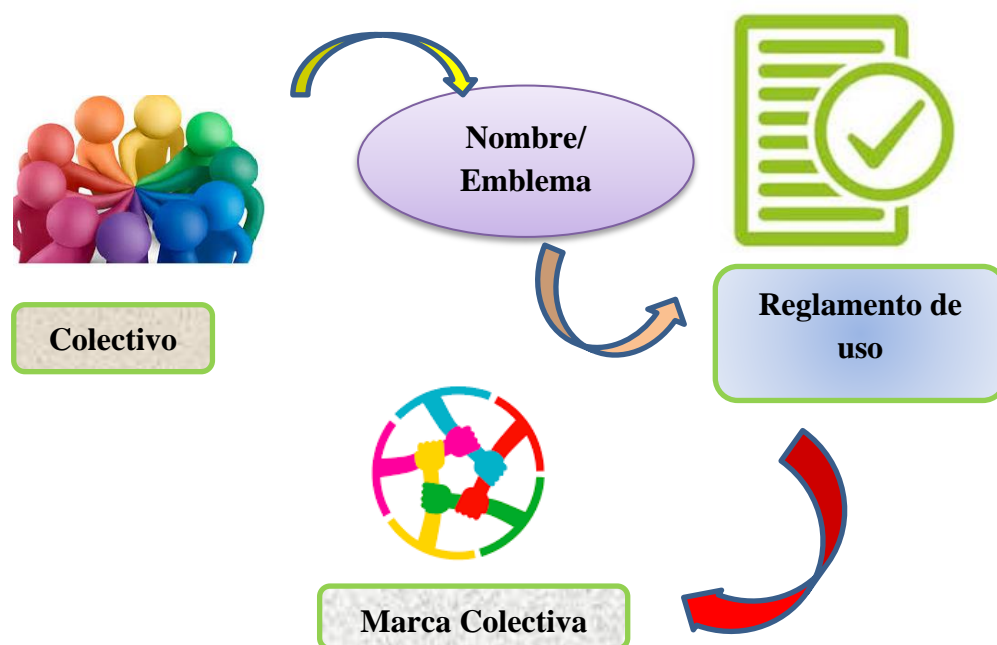 Nombre/
Emblema
Colectivo
Reglamento de
uso
Marca Colectiva